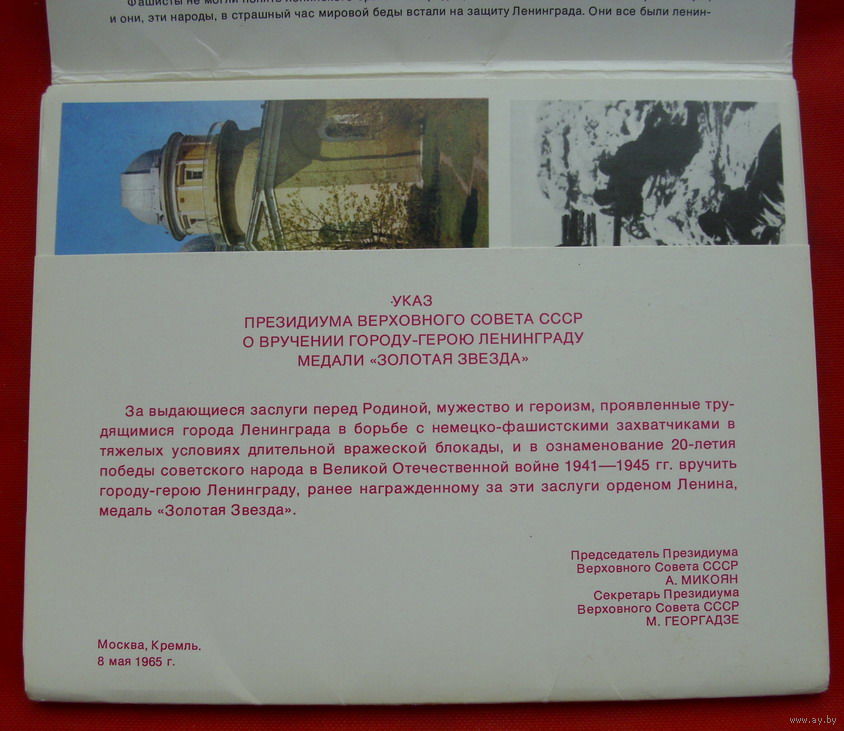 и они, эти народы, в страшный час мировой беды встали на защиту Ленинграда. Они все были ленин-
УКАЗ
ПРЕЗИДИУМА ВЕРХОВНОГО СОВЕТА СССР
О ВРУЧЕНИИ ГОРОДУ-ГЕРОЮ ЛЕНИНГРАДУ
МЕДАЛИ «ЗОЛОТАЯ ЗВЕЗДА»
За выдающиеся заслуги перед Родиной, мужество и героизм, проявленные тру-
дящимися города Ленинграда в борьбе с немецко-фашистскими захватчиками в
тяжелых условиях длительной вражеской блокады, и в ознаменование 20-летия
победы советского народа в Великой Отечественной войне 1941—1945 гг. вручить
городу-герою Ленинграду, ранее награжденному за эти заслуги орденом Ленина,
медаль «Золотая Звезда».
Председатель Президиума
Верховного Совета СССР
А. МИКОЯН
Секретарь Президиума
Верховного Совета СССР
М. ГЕОРГАДЗЕ
Москва, Кремль.
8 мая 1965 г.
www.ay.by